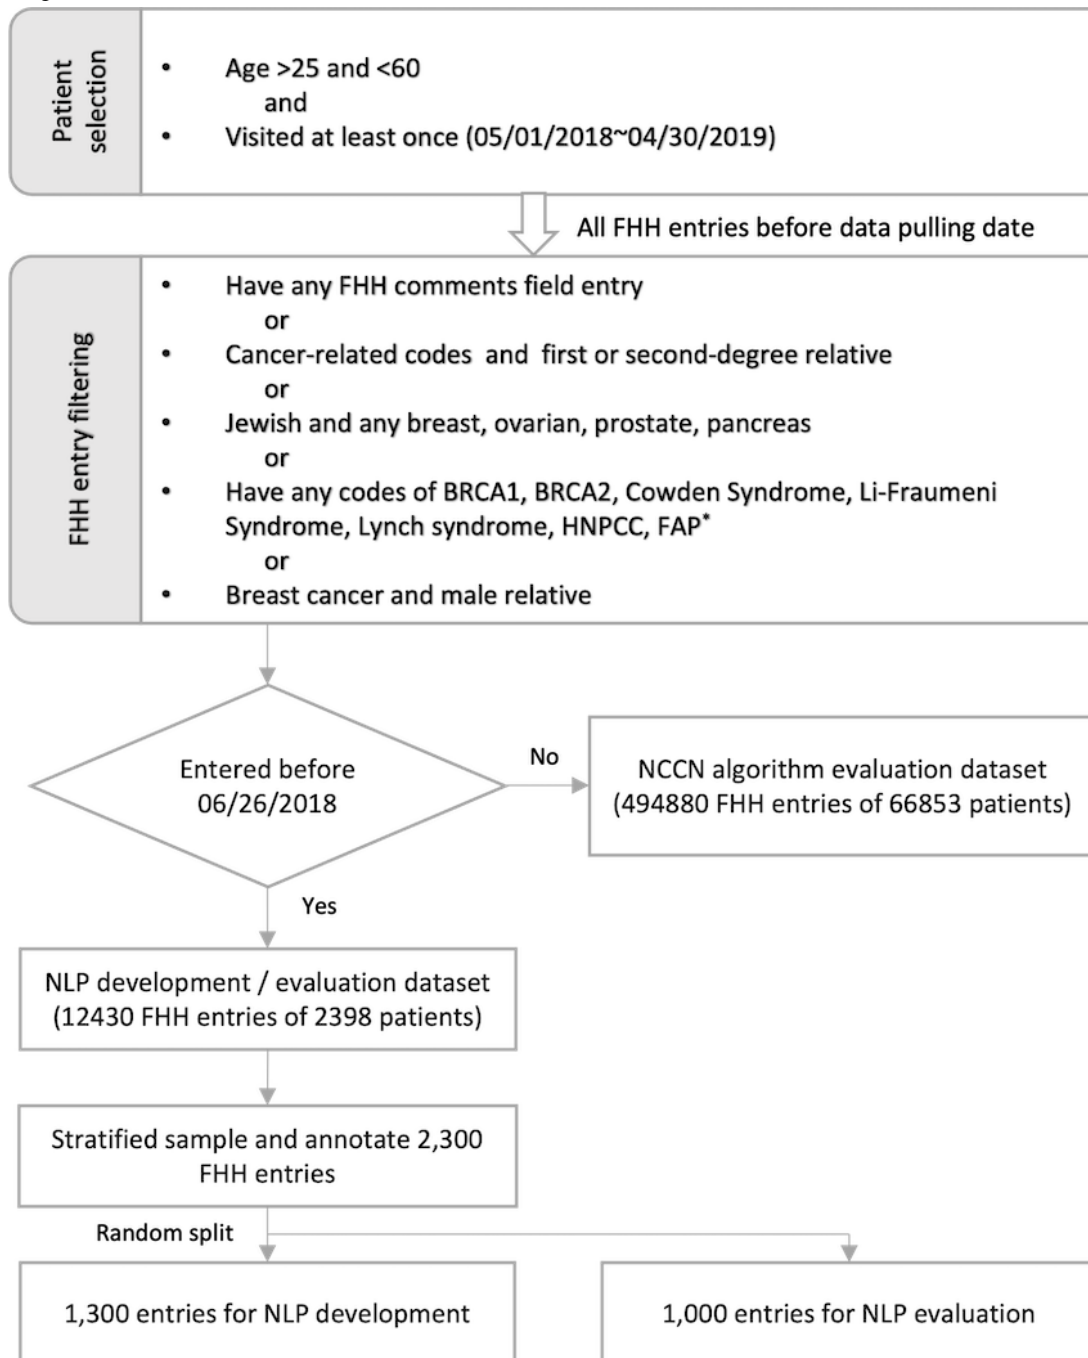 Patient
selection
• Age >25 and <60
and
• Visited at least once (05/01/2018~04/30/2019)
All FHH entries before data pulling date
FHH entry filtering
• Have any FHH comments field entry
or
• Cancer-related codes and first or second-degree relative
or
• Jewish and any breast, ovarian, prostate, pancreas
or
• Have any codes of BRCA1, BRCA2, Cowden Syndrome, Li-Fraumeni
Syndrome, Lynch syndrome, HNPCC, FAP*
or
• Breast cancer and male relative
Entered before
06/26/2018
No
NCCN algorithm evaluation dataset
(494880 FHH entries of 66853 patients)
Yes
NLP development / evaluation dataset
(12430 FHH entries of 2398 patients)
Stratified sample and annotate 2,300
FHH entries
Random split
1,300 entries for NLP development
1,000 entries for NLP evaluation